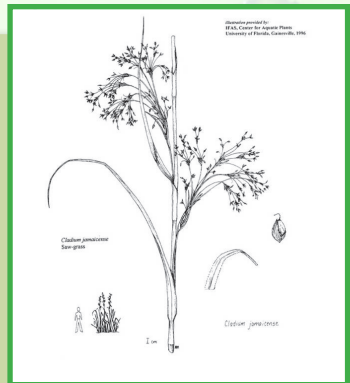 Illustration provided by:
IFAS, Center for Aquatic Plants
University of Florida, Gainesville, 1996
Cladium jamaicense
Saw-grass
1 cm
Cladium jamaicense